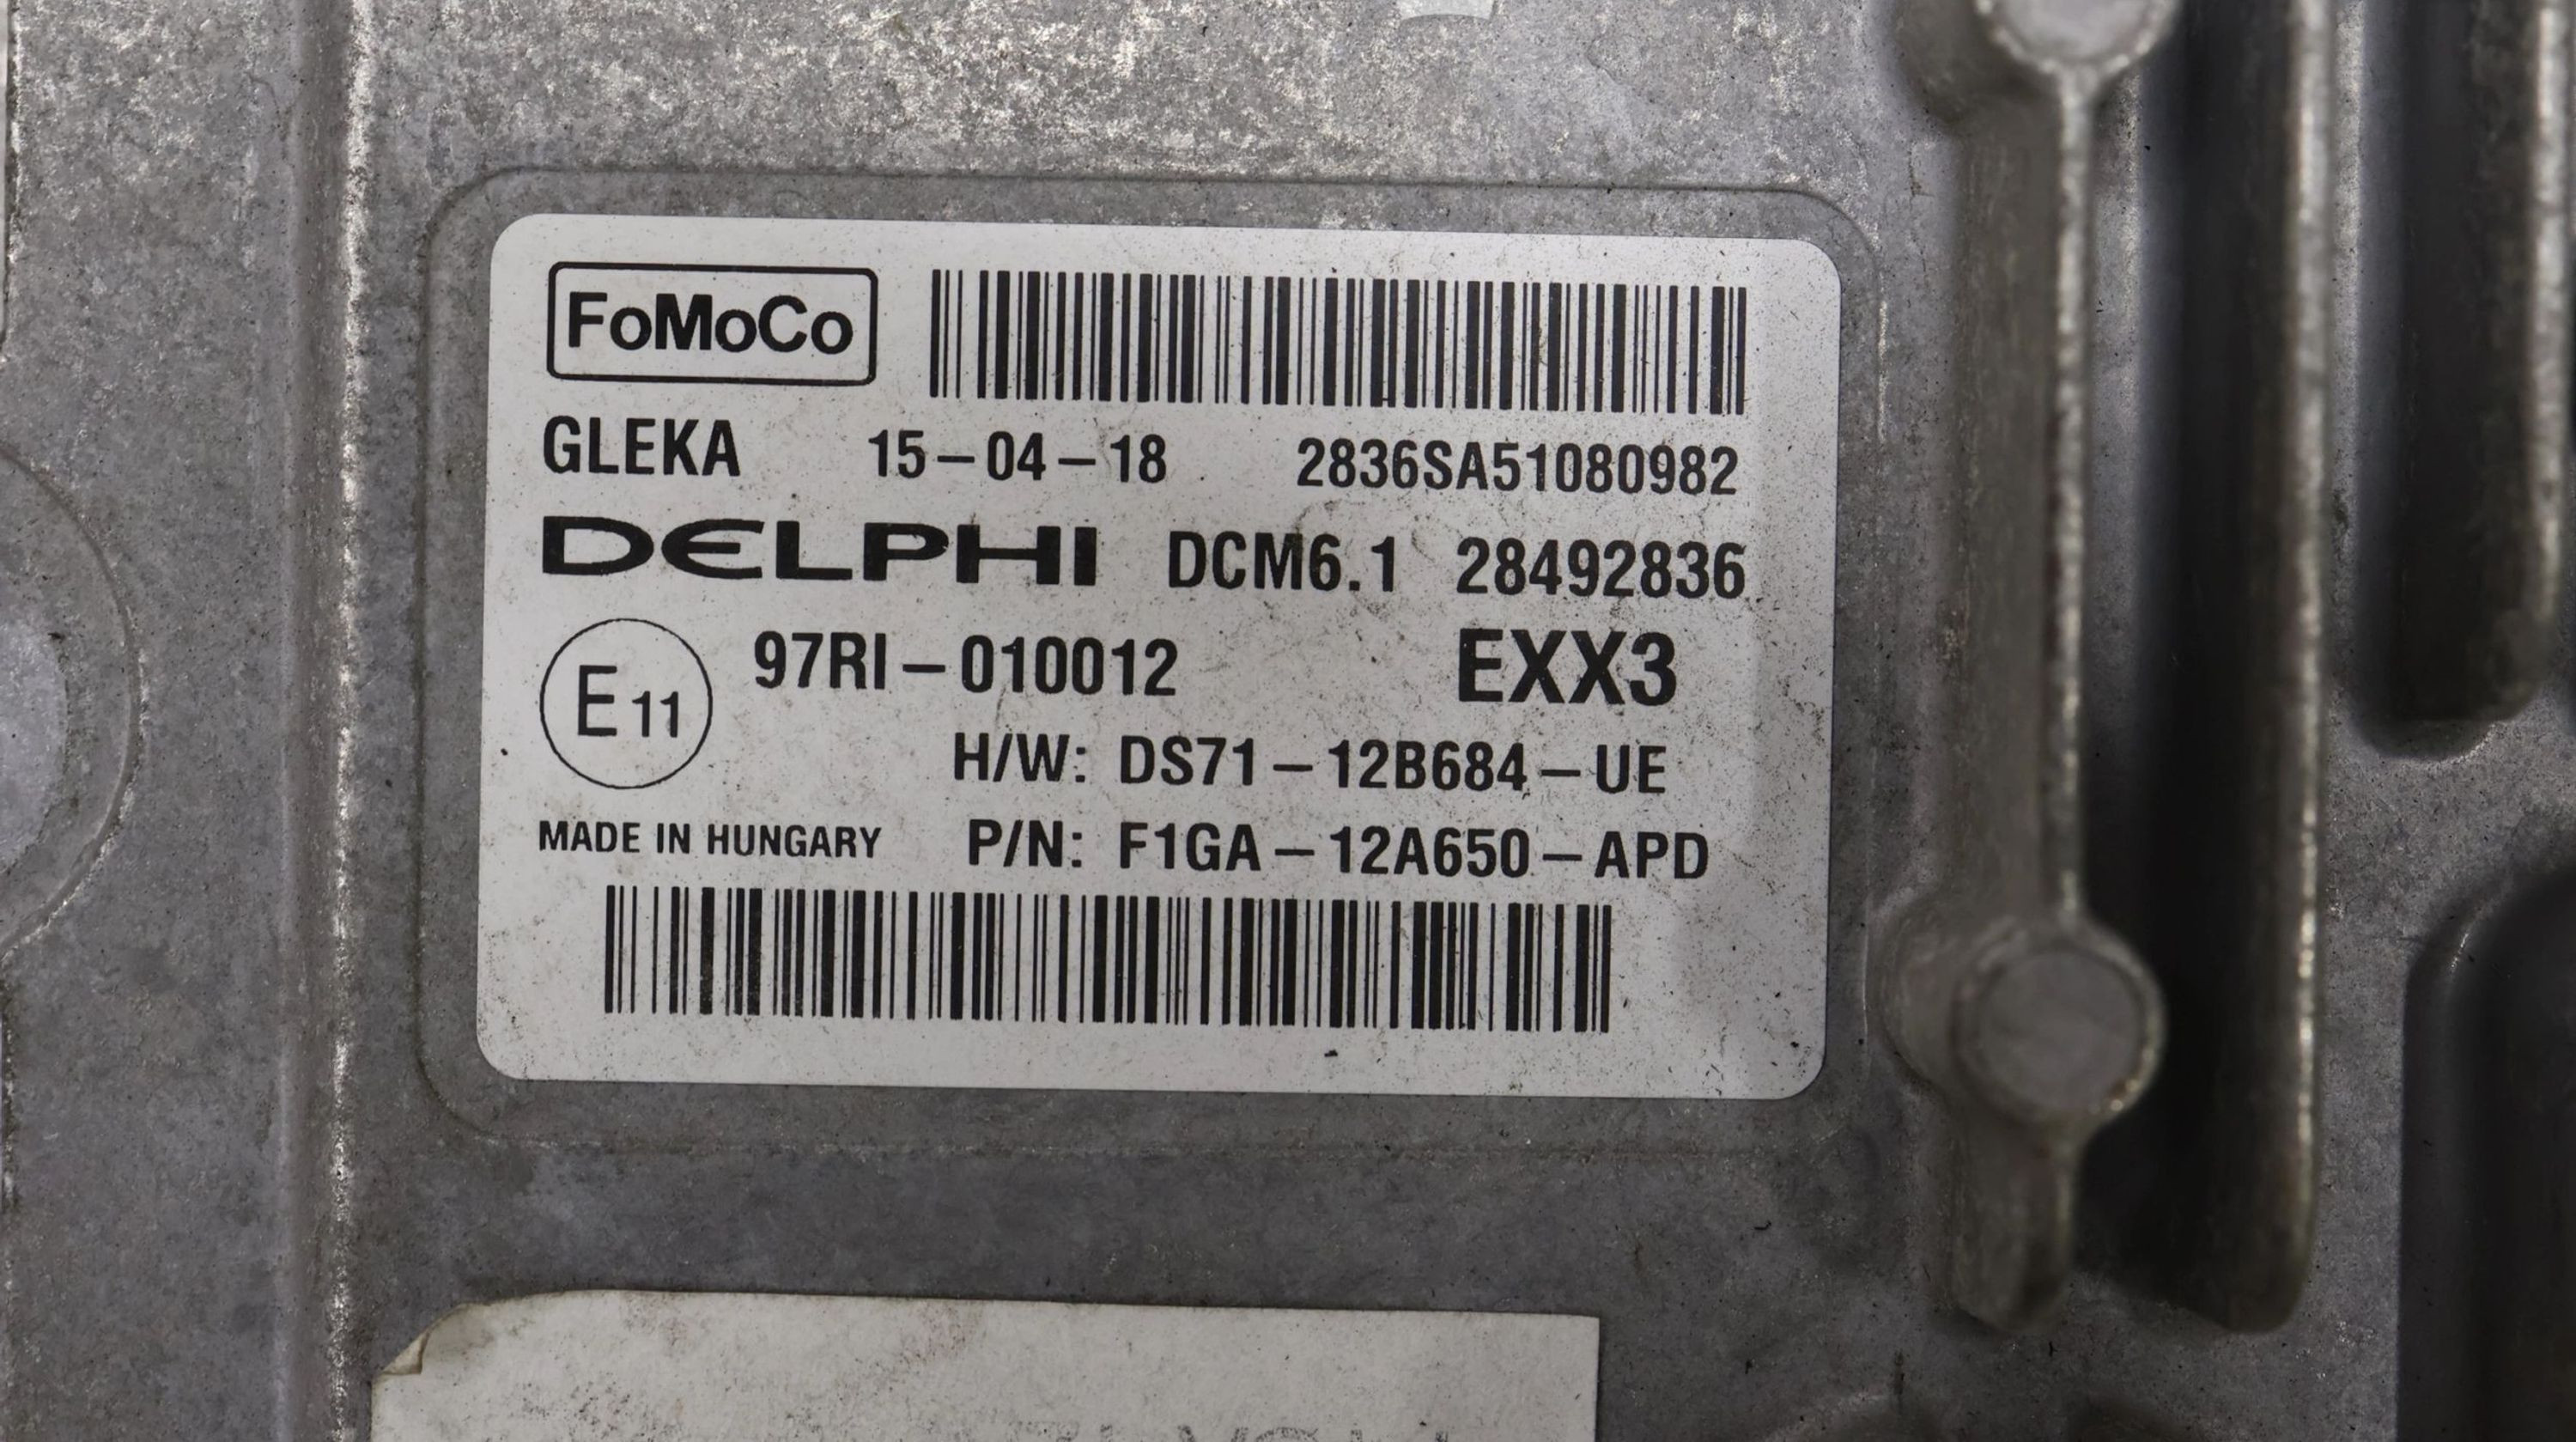 FoMoCo
GLEKA 15-04-18 2836SA51080982
DELPHI DCM6.1 28492836
E11 97RI-010012 EXX3
H/W: DS71-12B684-UE
MADE IN HUNGARY P/N: F1GA-12A650-APD